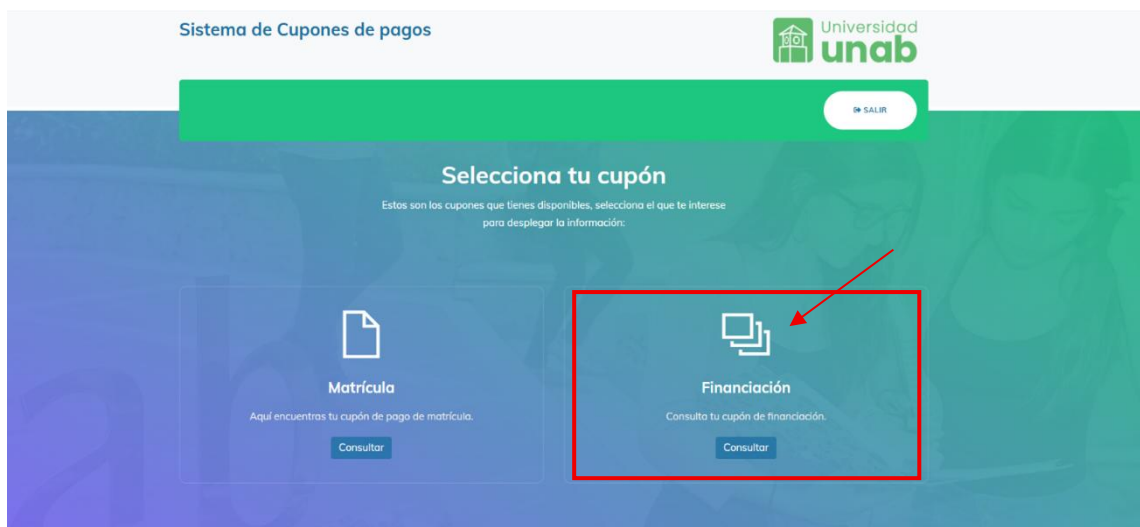 Sistema de Cupones de pagos
Universidad
unab
SALIR
Selecciona tu cupón
Estos son los cupones que tienes disponibles, selecciona el que te interese
para desplegar la información:
Matrícula
Aquí encuentras tu cupón de pago de matrícula.
Consultar
Financiación
Consulta tu cupón de financiación.
Consultar
ab